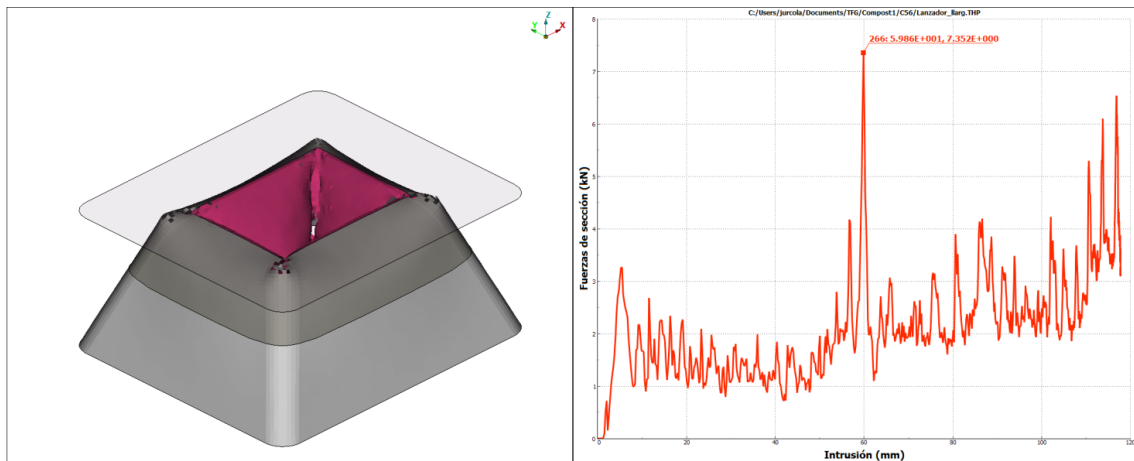 Z
Y
X
C:/Users/jurcola/Documents/TFG/Compost1/C56/Lanzador_llarg.THP
266: 5.986E+001, 7.352E+000
Fuerzas de sección (kN)
8
7
6
5
4
3
2
1
0
0
20
40
60
80
100
120
Intrusión (mm)